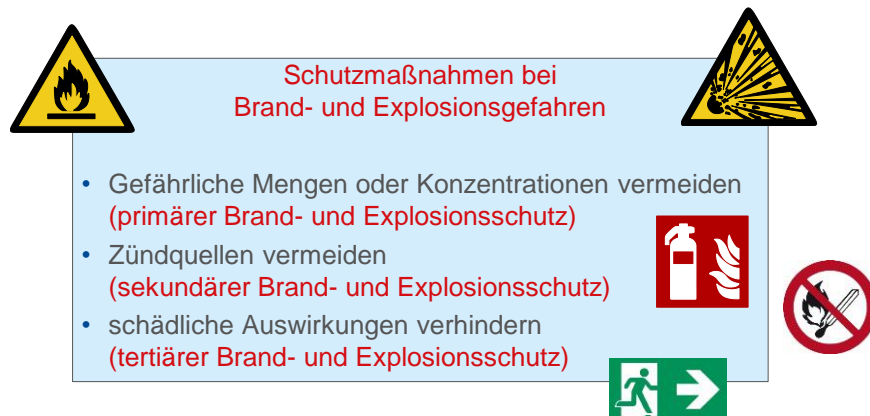 Schutzmaßnahmen bei
Brand- und Explosionsgefahren
• Gefährliche Mengen oder Konzentrationen vermeiden
(primärer Brand- und Explosionsschutz)
• Zündquellen vermeiden
(sekundärer Brand- und Explosionsschutz)
• schädliche Auswirkungen verhindern
(tertiärer Brand- und Explosionsschutz)